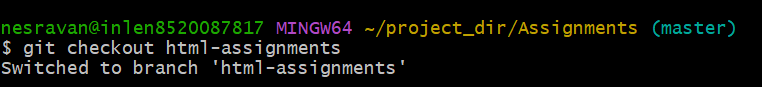 nesravan@inlen8520087817 MINGW64 ~/project_dir/Assignments (master)
$ git checkout html-assignments
Switched to branch 'html-assignments'